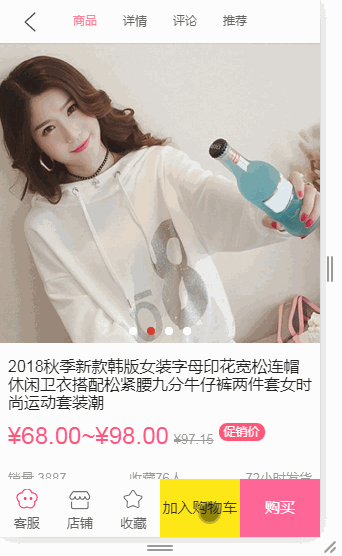 商品 详情 评论 推荐
2018秋季新款韩版女装字母印花宽松连帽
休闲卫衣搭配松紧腰九分牛仔裤两件套女时
尚运动套装潮
¥68.00~¥98.00 ¥97.15 促销价
销量 3887 收藏76人 72小时发货
客服 店铺 收藏 加入购物车 购买